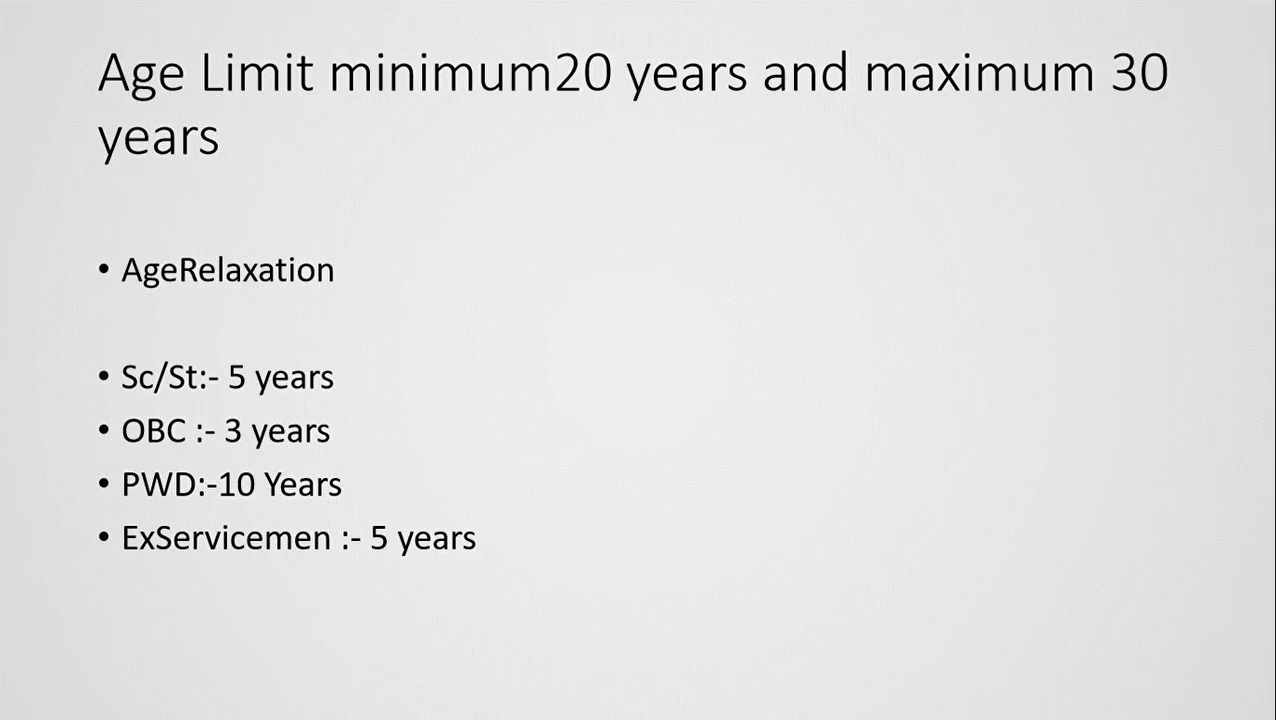 Age Limit minimum20 years and maximum 30
years
• AgeRelaxation
• Sc/St:- 5 years
• OBC :- 3 years
• PWD:-10 Years
• ExServicemen :- 5 years